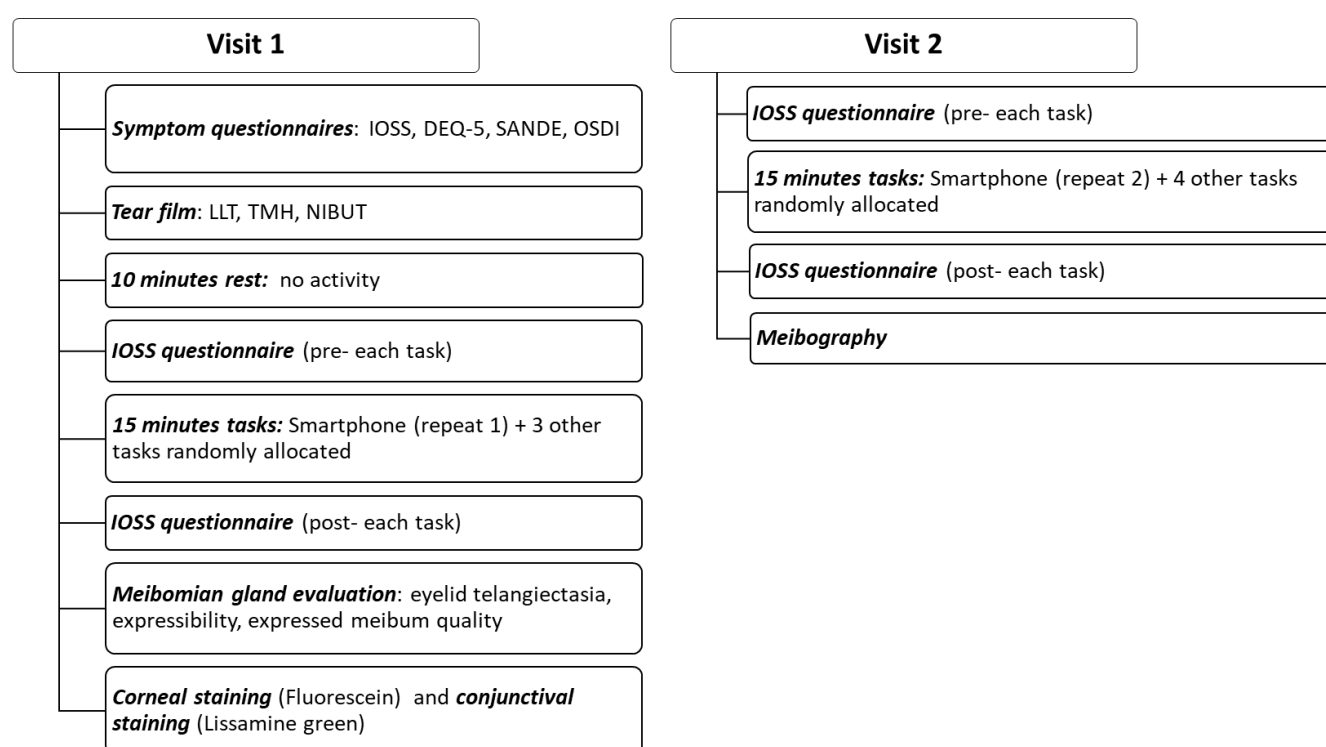 Visit 1
Symptom questionnaires: IOSS, DEQ-5, SANDE, OSDI
Tear film: LLT, TMH, NIBUT
10 minutes rest: no activity
IOSS questionnaire (pre- each task)
15 minutes tasks: Smartphone (repeat 1) + 3 other
tasks randomly allocated
IOSS questionnaire (post- each task)
Meibomian gland evaluation: eyelid telangiectasia,
expressibility, expressed meibum quality
Corneal staining (Fluorescein) and conjunctival
staining (Lissamine green)
Visit 2
IOSS questionnaire (pre- each task)
15 minutes tasks: Smartphone (repeat 2) + 4 other tasks
randomly allocated
IOSS questionnaire (post- each task)
Meibography